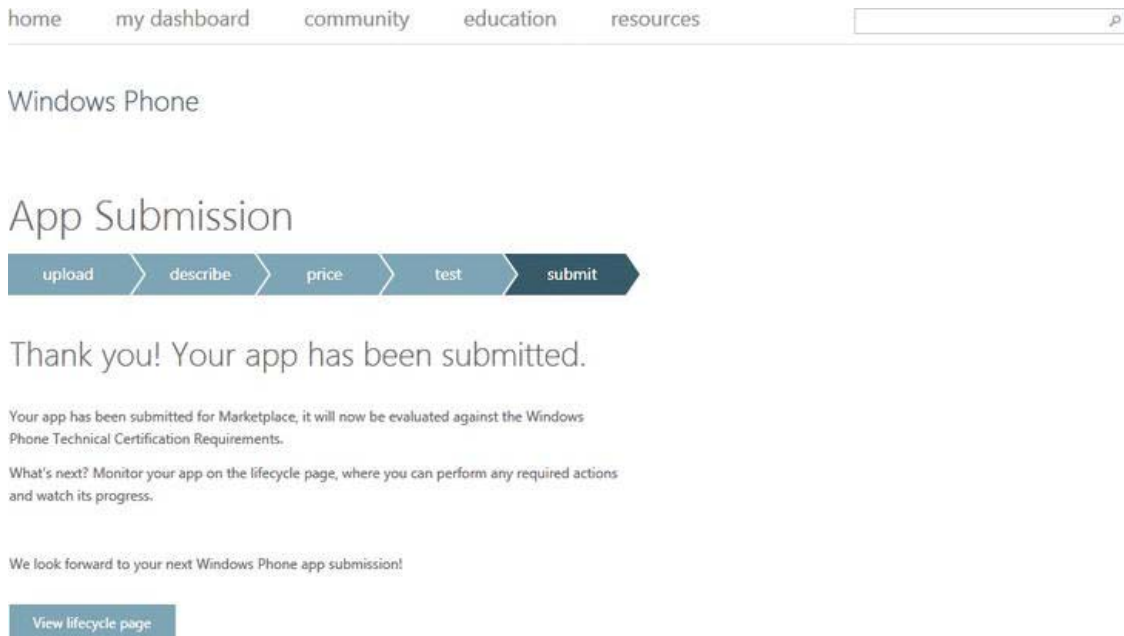 home my dashboard community education resources
Windows Phone
App Submission
upload describe price test submit
Thank you! Your app has been submitted.
Your app has been submitted for Marketplace, it will now be evaluated against the Windows
Phone Technical Certification Requirements.
What's next? Monitor your app on the lifecycle page, where you can perform any required actions
and watch its progress.
We look forward to your next Windows Phone app submission!
View lifecycle page